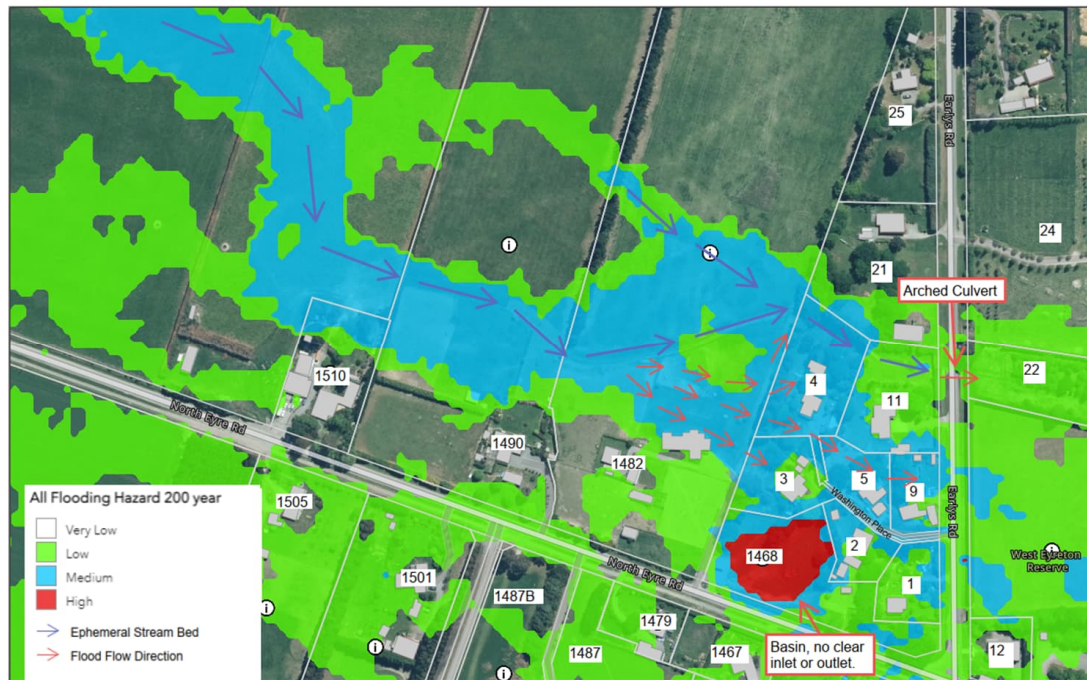 25
Earlys Rd
24
21
Arched Culvert
1510
22
4
North Eyre Rd
11
1490
1482
3
5
9
Washington Place
Earlys Rd
All Flooding Hazard 200 year
Very Low
Low
Medium
High
Ephemeral Stream Bed
Flood Flow Direction
1505
1468
2
West Eyreton
Reserve
1501
1487B
North Eyre Rd
1
1479
1487
1467
Basin, no clear
inlet or outlet.
12